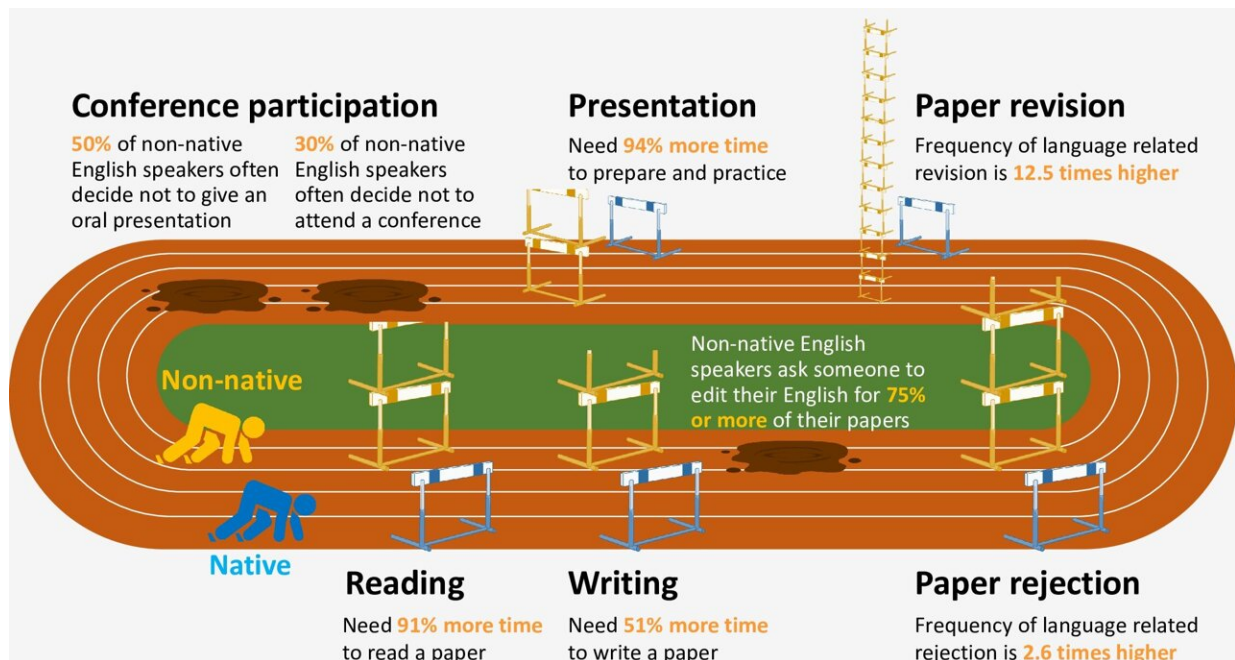 Conference participation
50% of non-native
English speakers often
decide not to give an
oral presentation
30% of non-native
English speakers
often decide not to
attend a conference
Presentation
Need 94% more time
to prepare and practice
Paper revision
Frequency of language related
revision is 12.5 times higher
Non-native
Native
Non-native English
speakers ask someone to
edit their English for 75%
or more of their papers
Reading
Need 91% more time
to read a paper
Writing
Need 51% more time
to write a paper
Paper rejection
Frequency of language related
rejection is 2.6 times higher